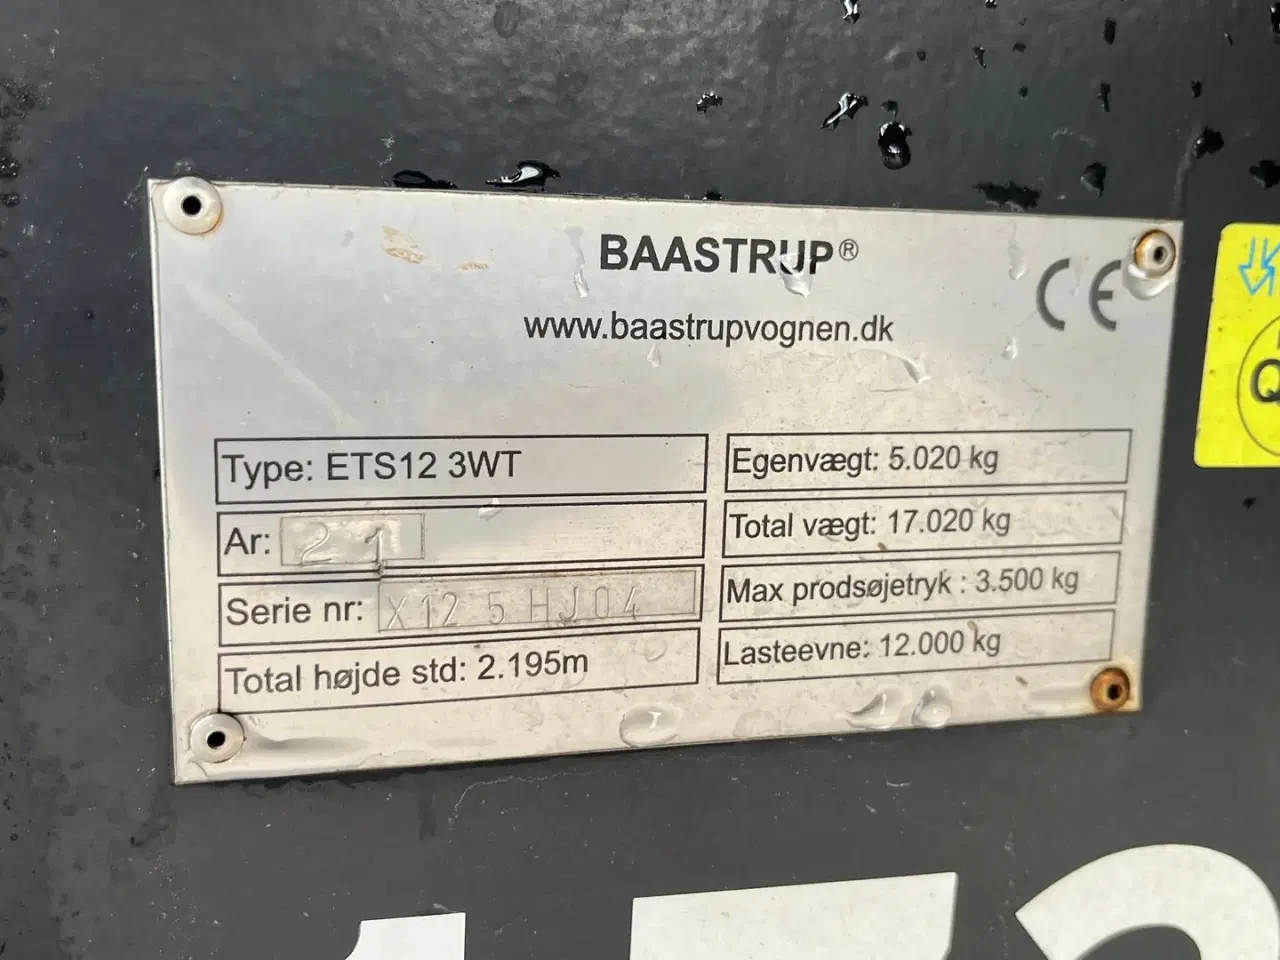 BAASTRUP®
www.baastrupvognen.dk
CE
Type: ETS12 3WT
Ar: 21
Serie nr: X12 5 HJ04
Total højde std: 2.195m
Egenvægt: 5.020 kg
Total vægt: 17.020 kg
Max prodsøjetryk : 3.500 kg
Lasteevne: 12.000 kg
Q